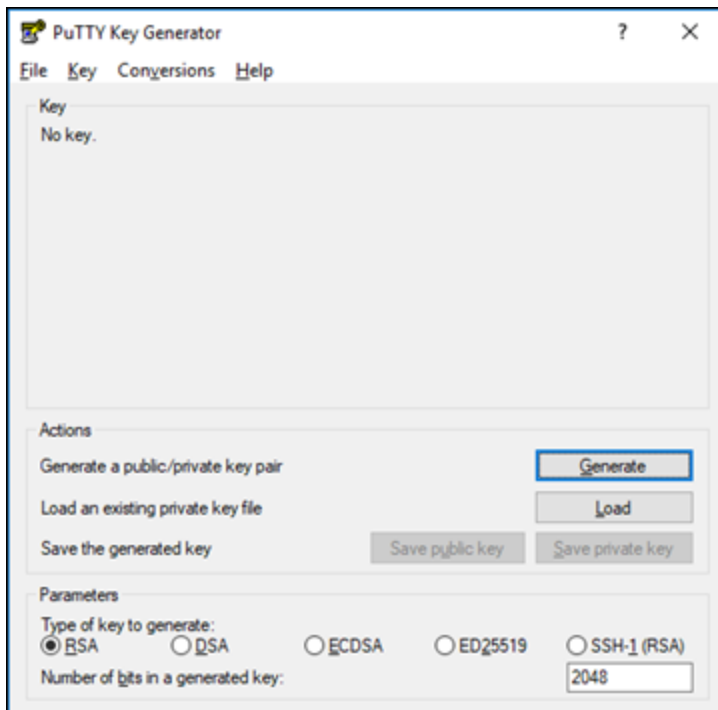 PuTTY Key Generator ?
File Key Conversions Help
Key
No key.
Actions
Generate a public/private key pair Generate
Load an existing private key file Load
Save the generated key Save public key Save private key
Parameters
Type of key to generate:
RSA DSA ECDSA ED25519 SSH-1 (RSA)
Number of bits in a generated key: 2048